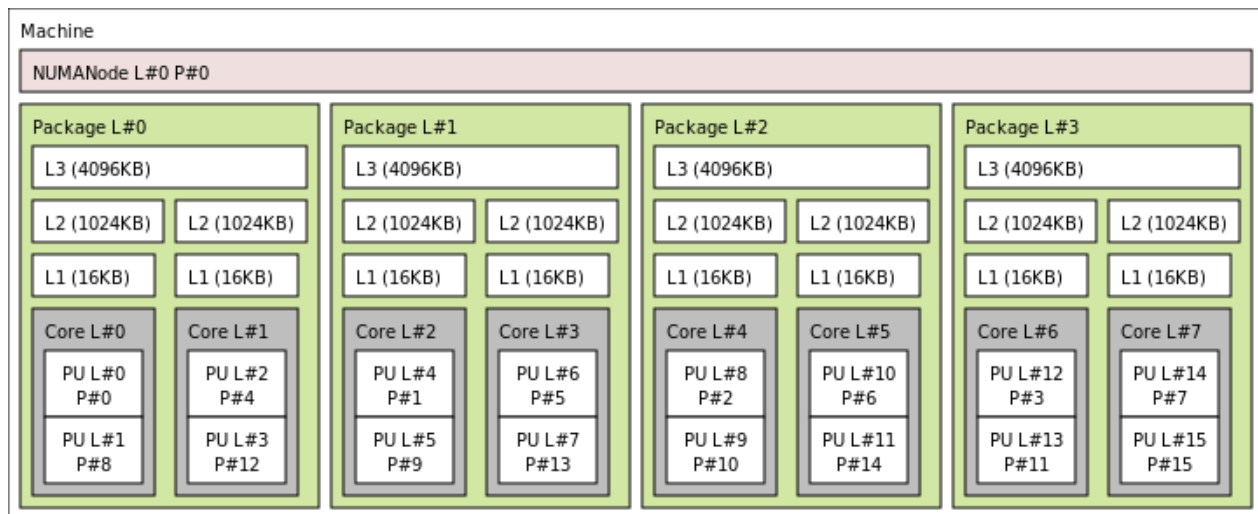 Machine
NUMANode L#0 P#0
Package L#0
L3 (4096KB)
L2 (1024KB)
L2 (1024KB)
L1 (16KB)
L1 (16KB)
Core L#0
PU L#0
P#0
PU L#1
P#8
Core L#1
PU L#2
P#4
PU L#3
P#12
Package L#1
L3 (4096KB)
L2 (1024KB)
L2 (1024KB)
L1 (16KB)
L1 (16KB)
Core L#2
PU L#4
P#1
PU L#5
P#9
Core L#3
PU L#6
P#5
PU L#7
P#13
Package L#2
L3 (4096KB)
L2 (1024KB)
L2 (1024KB)
L1 (16KB)
L1 (16KB)
Core L#4
PU L#8
P#2
PU L#9
P#10
Core L#5
PU L#10
P#6
PU L#11
P#14
Package L#3
L3 (4096KB)
L2 (1024KB)
L2 (1024KB)
L1 (16KB)
L1 (16KB)
Core L#6
PU L#12
P#3
PU L#13
P#11
Core L#7
PU L#14
P#7
PU L#15
P#15